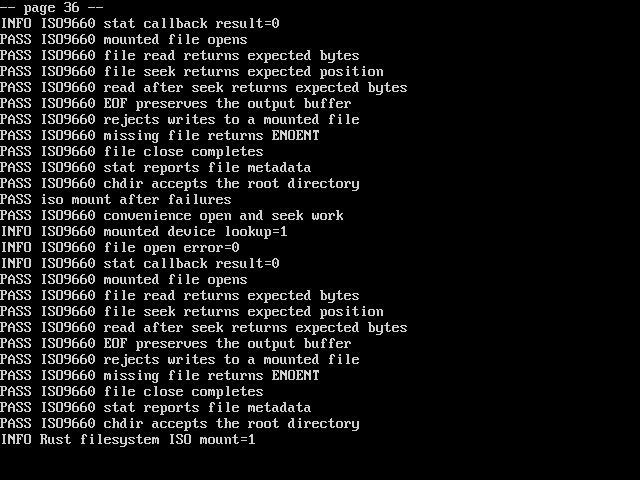 -- page 36 --
INFO ISO9660 stat callback result=0
PASS ISO9660 mounted file opens
PASS ISO9660 file read returns expected bytes
PASS ISO9660 file seek returns expected position
PASS ISO9660 read after seek returns expected bytes
PASS ISO9660 EOF preserves the output buffer
PASS ISO9660 rejects writes to a mounted file
PASS ISO9660 missing file returns ENOENT
PASS ISO9660 file close completes
PASS ISO9660 stat reports file metadata
PASS ISO9660 chdir accepts the root directory
PASS iso mount after failures
PASS ISO9660 convenience open and seek work
INFO ISO9660 mounted device lookup=1
INFO ISO9660 file open error=0
INFO ISO9660 stat callback result=0
PASS ISO9660 mounted file opens
PASS ISO9660 file read returns expected bytes
PASS ISO9660 file seek returns expected position
PASS ISO9660 read after seek returns expected bytes
PASS ISO9660 EOF preserves the output buffer
PASS ISO9660 rejects writes to a mounted file
PASS ISO9660 missing file returns ENOENT
PASS ISO9660 file close completes
PASS ISO9660 stat reports file metadata
PASS ISO9660 chdir accepts the root directory
INFO Rust filesystem ISO mount=1